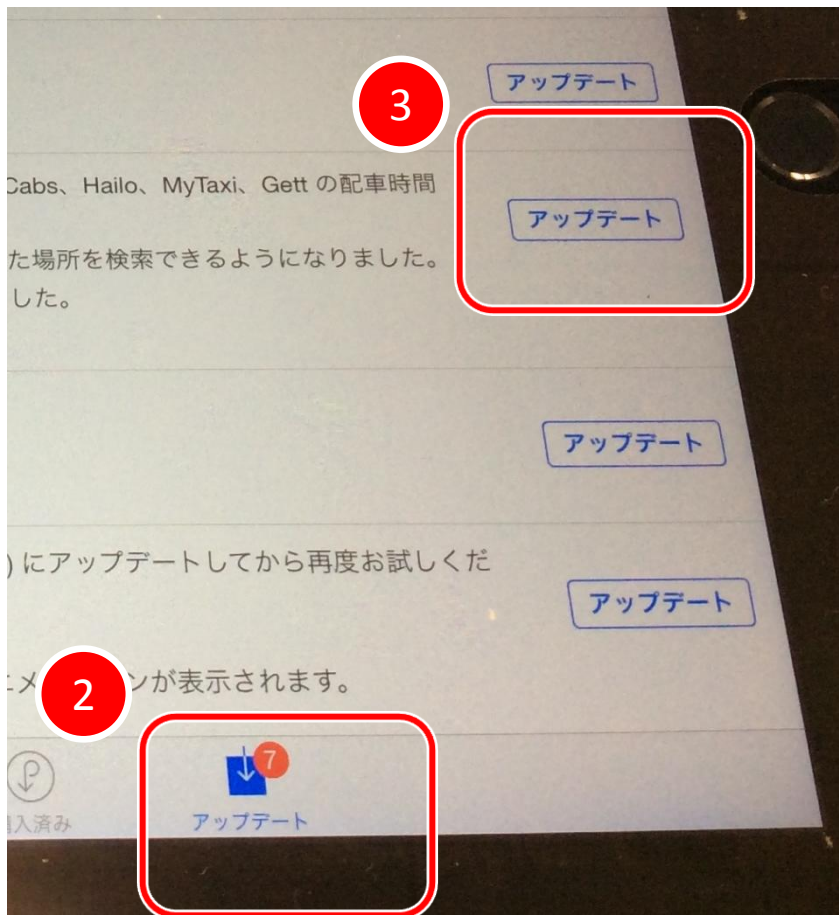 アップデート
3
Cabs、Hailo、MyTaxi、Gett の配車時間
アップデート
た場所を検索できるようになりました。
した。
アップデート
) にアップデートしてから再度お試しくだ
アップデート
ンが表示されます。
2
7
入済み
アップデート